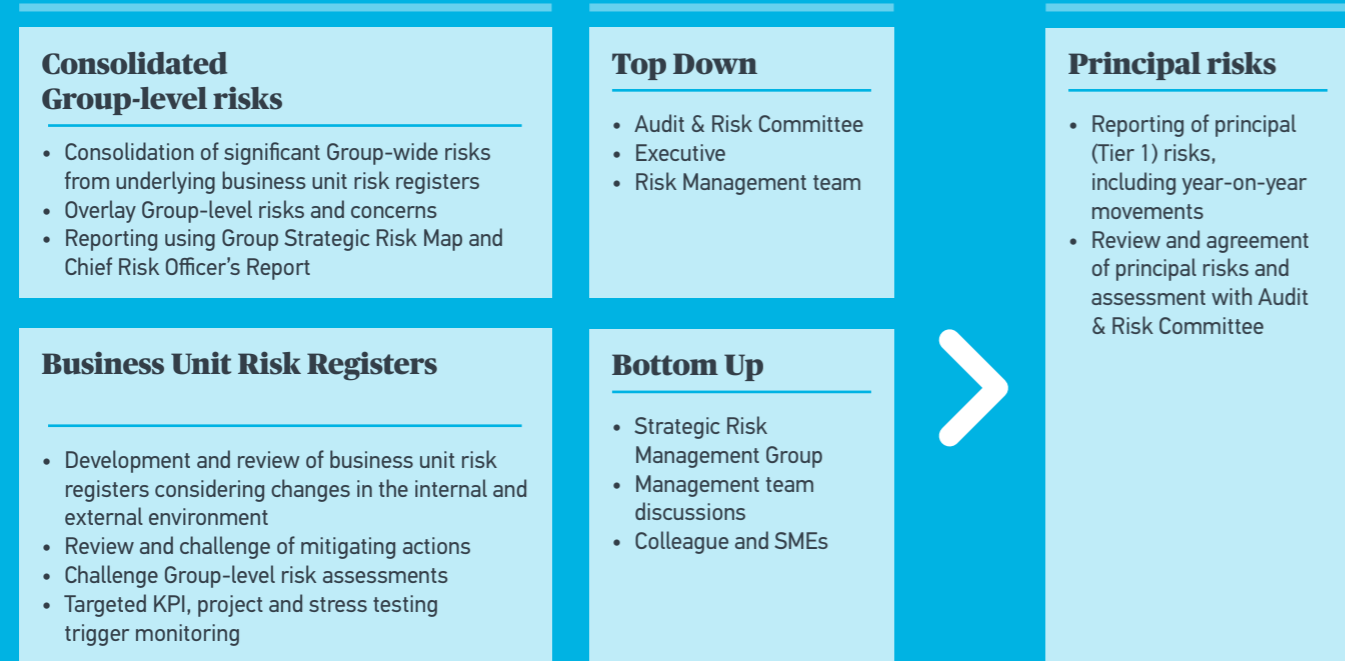 Consolidated
Group-level risks
• Consolidation of significant Group-wide risks
from underlying business unit risk registers
• Overlay Group-level risks and concerns
• Reporting using Group Strategic Risk Map and
Chief Risk Officer's Report
Top Down
• Audit & Risk Committee
• Executive
• Risk Management team
Business Unit Risk Registers
• Development and review of business unit risk
registers considering changes in the internal and
external environment
• Review and challenge of mitigating actions
• Challenge Group-level risk assessments
• Targeted KPI, project and stress testing
trigger monitoring
Bottom Up
• Strategic Risk
Management Group
• Management team
discussions
• Colleague and SMEs
Principal risks
• Reporting of principal
(Tier 1) risks,
including year-on-year
movements
• Review and agreement
of principal risks and
assessment with Audit
& Risk Committee